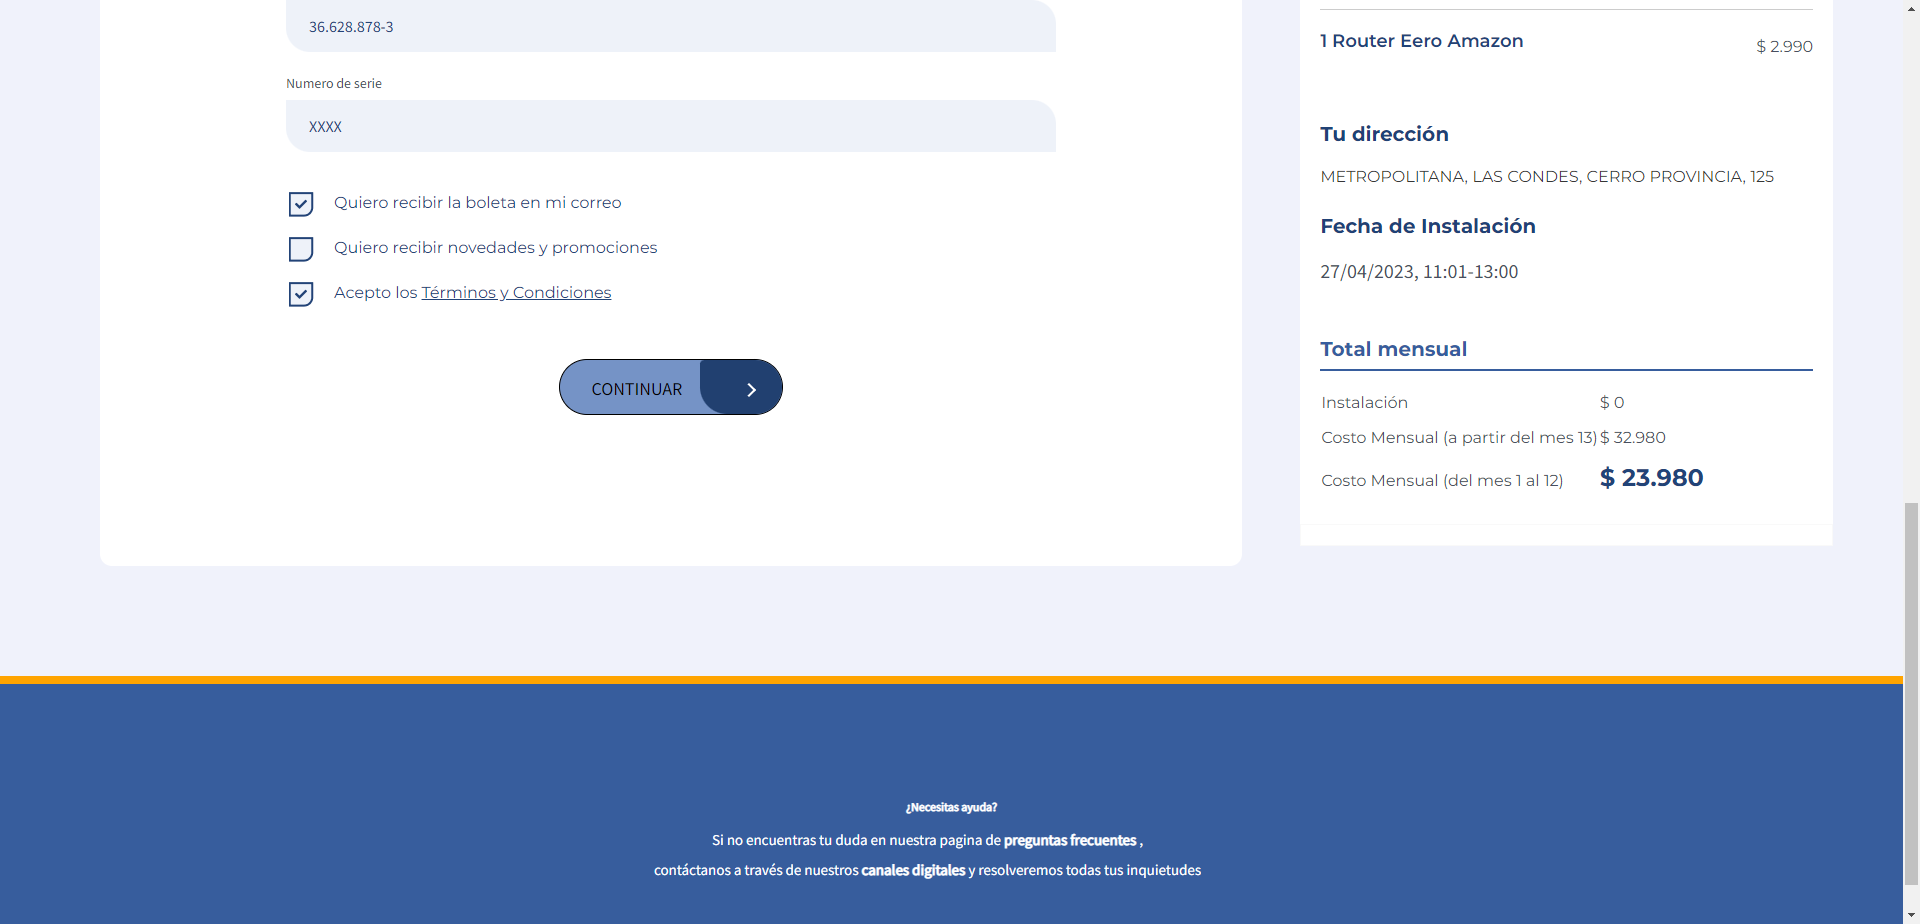 36.628.878-3
Numero de serie
XXXX
Quiero recibir la boleta en mi correo
Quiero recibir novedades y promociones
Acepto los Términos y Condiciones
CONTINUAR
1 Router Eero Amazon
$ 2.990
Tu dirección
METROPOLITANA, LAS CONDES, CERRO PROVINCIA, 125
Fecha de Instalación
27/04/2023, 11:01-13:00
Total mensual
Instalación $ 0
Costo Mensual (a partir del mes 13) $ 32.980
Costo Mensual (del mes 1 al 12) $ 23.980
¿Necesitas ayuda?
Si no encuentras tu duda en nuestra pagina de preguntas frecuentes ,
contáctanos a través de nuestros canales digitales y resolveremos todas tus inquietudes